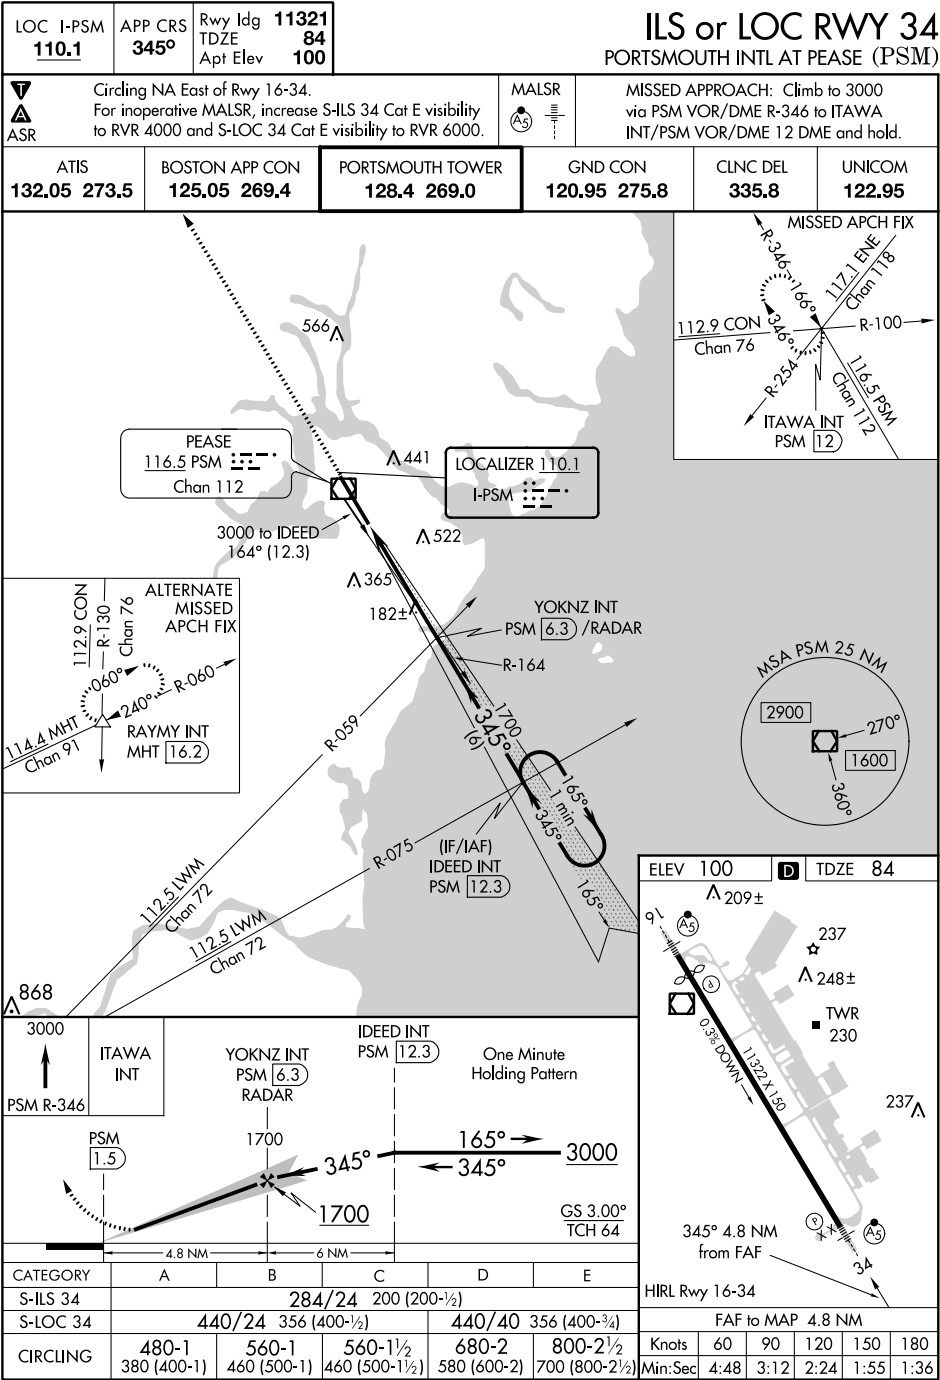 LOC I-PSM
110.1
APP CRS
345°
Rwy ldg 11321
TDZE 84
Apt Elev 100
ILS or LOC RWY 34
PORTSMOUTH INTL AT PEASE (PSM)
T
A
ASR
Circling NA East of Rwy 16-34.
For inoperative MALSR, increase S-ILS 34 Cat E visibility
to RVR 4000 and S-LOC 34 Cat E visibility to RVR 6000.
MALSR
A5
MISSED APPROACH: Climb to 3000
via PSM VOR/DME R-346 to ITAWA
INT/PSM VOR/DME 12 DME and hold.
ATIS
132.05 273.5
BOSTON APP CON
125.05 269.4
PORTSMOUTH TOWER
128.4 269.0
GND CON
120.95 275.8
CLNC DEL
335.8
UNICOM
122.95
MISSED APCH FIX
R-346
166°
346°
117.1 ENE
Chan 118
112.9 CON
Chan 76
R-100
R-254
116.5 PSM
Chan 112
ITAWA INT
PSM 12
566
PEASE
116.5 PSM
Chan 112
441
LOCALIZER 110.1
I-PSM
3000 to IDEED
164° (12.3)
522
365
182±
YOKNZ INT
PSM 6.3 /RADAR
R-164
ALTERNATE
MISSED
APCH FIX
112.9 CON
R-130
Chan 76
060°
240°
R-060
114.4 MHT
Chan 91
RAYMY INT
MHT 16.2
R-059
1700
345°
(6)
165°
1 min
345°
165°
R-075
(IF/IAF)
IDEED INT
PSM 12.3
112.5 LWM
Chan 72
112.5 LWM
Chan 72
868
MSA PSM 25 NM
2900
270°
1600
360°
ELEV 100
D
TDZE 84
209±
16
A5
237
248±
P
TWR
230
0.3% DOWN
11322 X 150
237
P
A5
34
345° 4.8 NM
from FAF
HIRL Rwy 16-34
3000
PSM R-346
ITAWA
INT
YOKNZ INT
PSM 6.3
RADAR
IDEED INT
PSM 12.3
One Minute
Holding Pattern
PSM
1.5
1700
345°
165°
345°
3000
1700
GS 3.00°
TCH 64
4.8 NM
6 NM
CATEGORY A B C D E
S-ILS 34 284/24 200 (200-½)
S-LOC 34 440/24 356 (400-½) 440/40 356 (400-¾)
CIRCLING
480-1
380 (400-1)
560-1
460 (500-1)
560-1½
460 (500-1½)
680-2
580 (600-2)
800-2½
700 (800-2½)
FAF to MAP 4.8 NM
Knots 60 90 120 150 180
Min:Sec 4:48 3:12 2:24 1:55 1:36